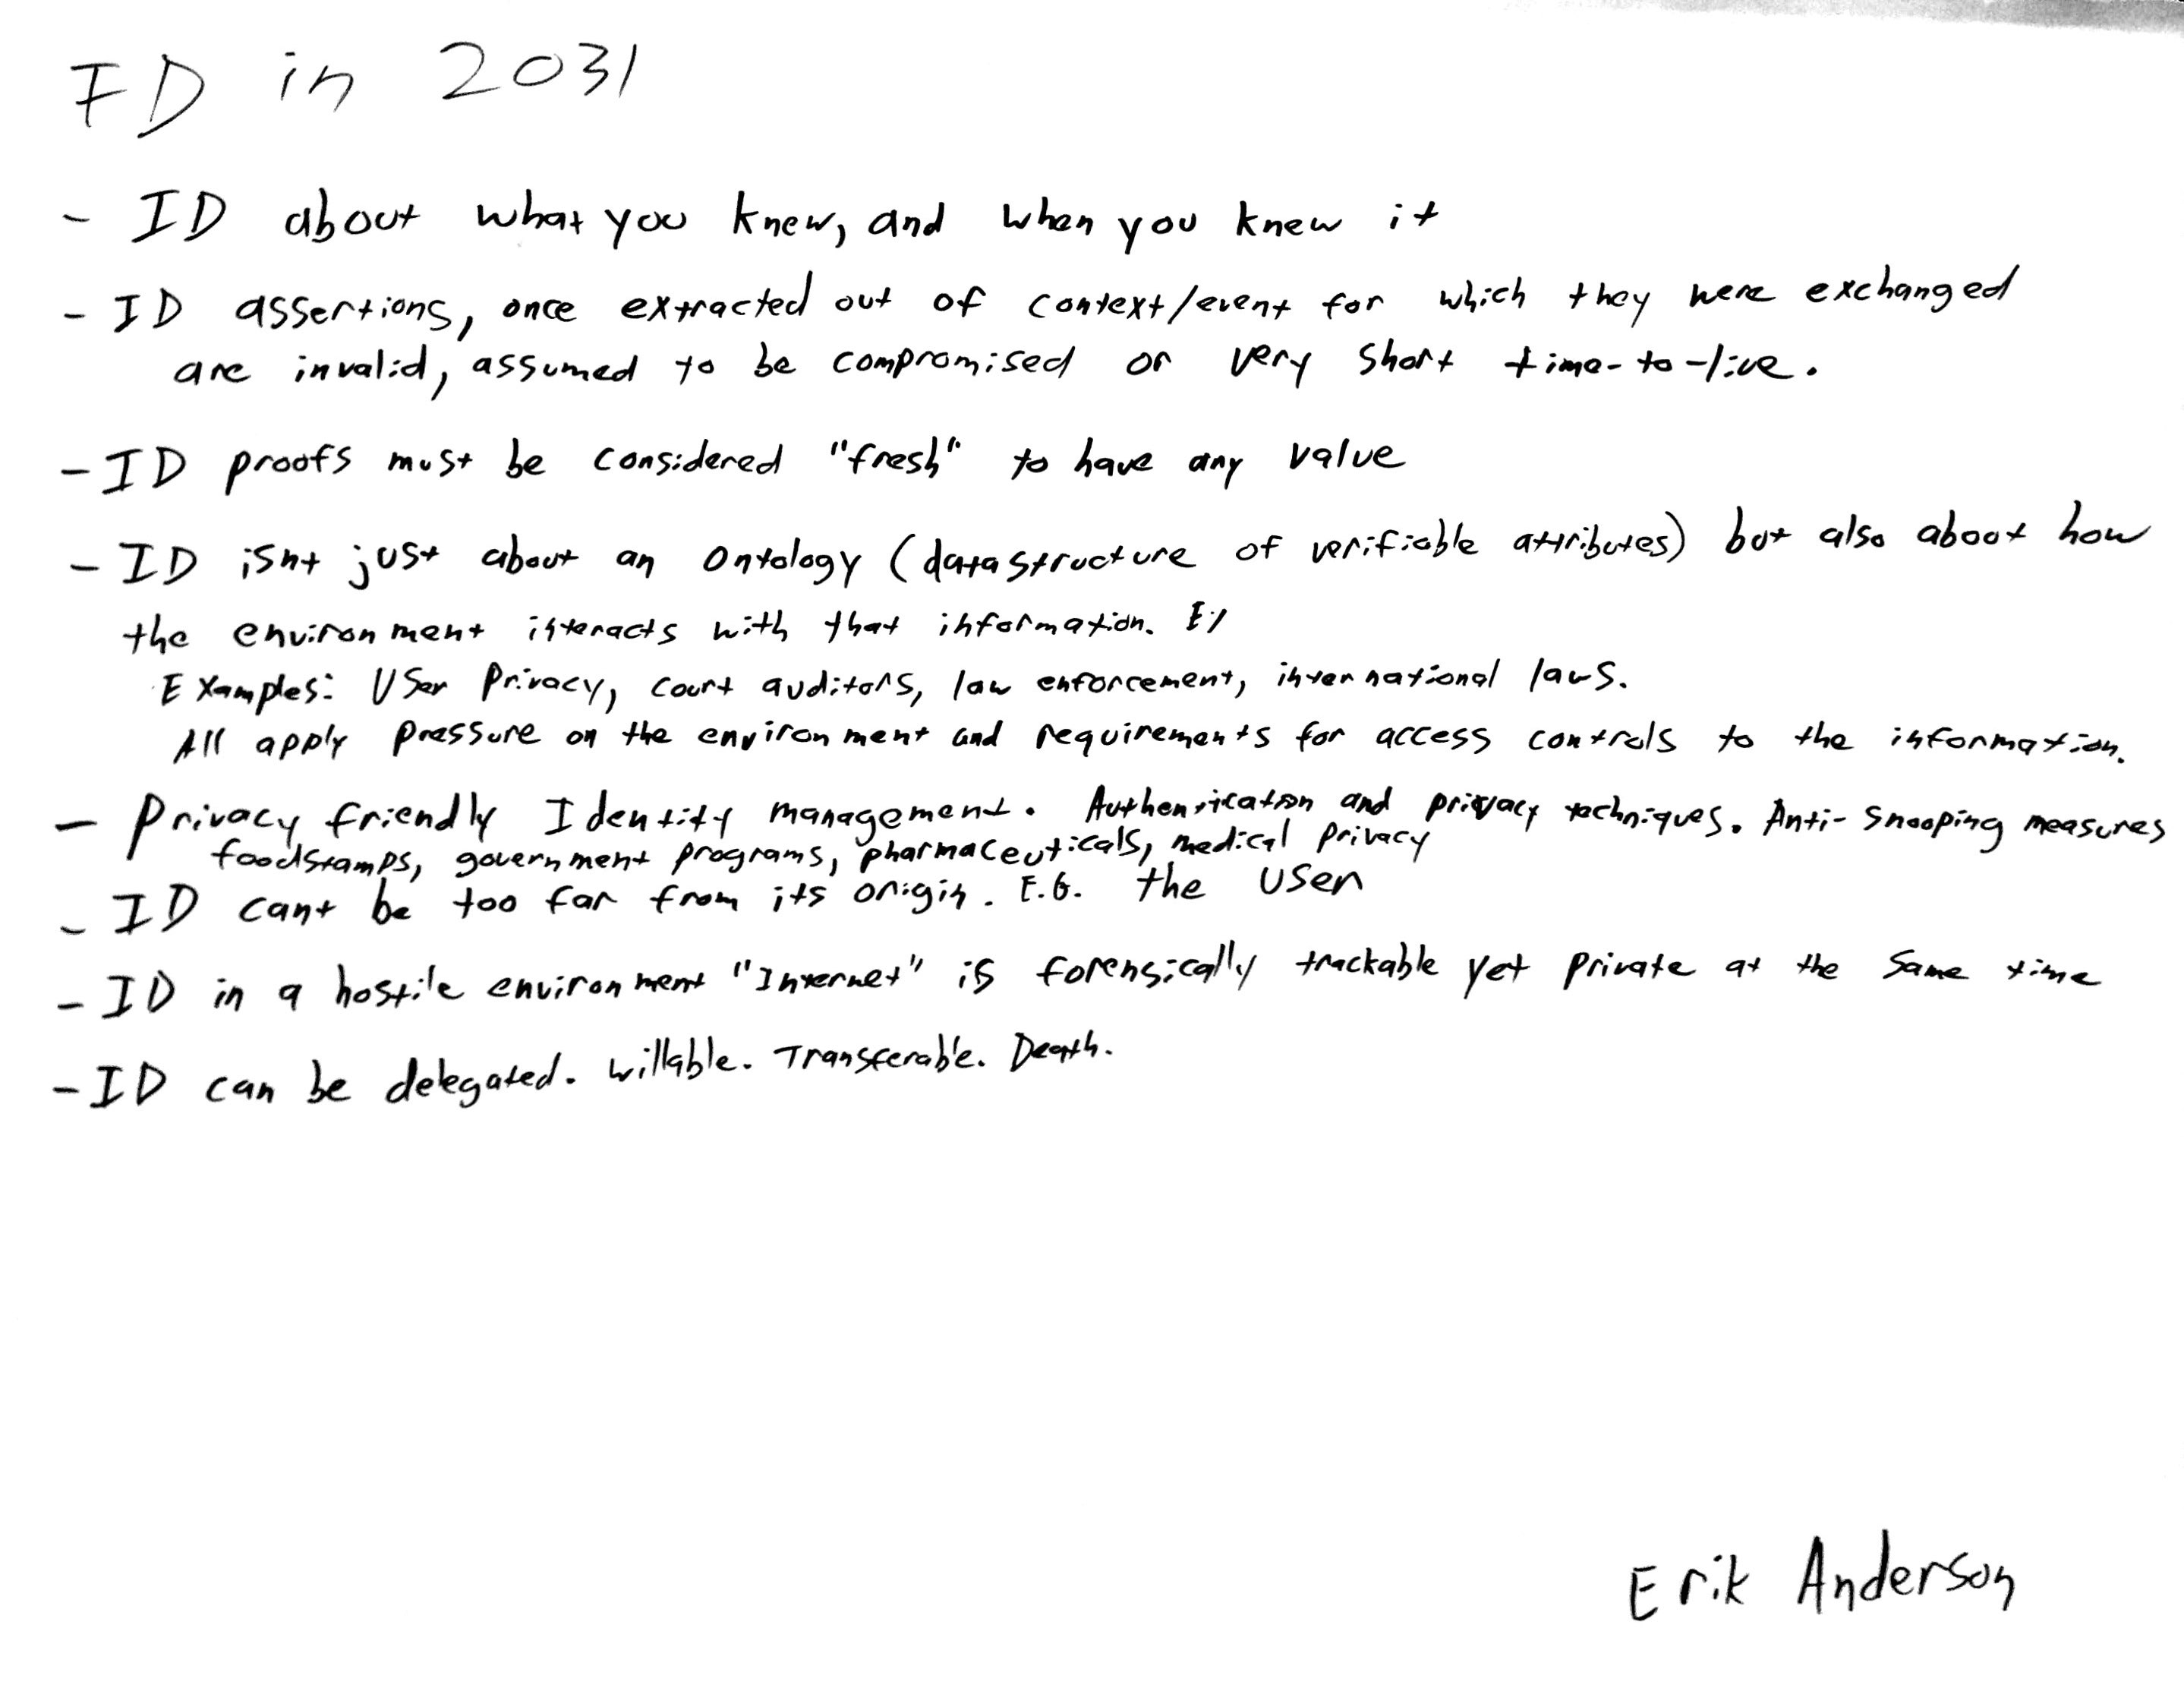 ID in 2031
- ID about what you knew, and when you knew it
- ID assertions, once extracted out of context/event for which they were exchanged
are invalid, assumed to be compromised or very short time-to-live.
- ID proofs must be considered "fresh" to have any value
- ID isnt just about an ontology (datastructure of verifiable attributes) but also about how
the environment interacts with that information.
Examples: User Privacy, court auditors, law enforcement, international laws.
All apply pressure on the environment and requirements for access controls to the information.
- Privacy friendly Identity management. Authentication and privacy techniques. Anti-snooping measures
foodstamps, government programs, pharmaceuticals, medical privacy
- ID cant be too far from its origin. E.G. the user
- ID in a hostile environment "Internet" is forensically trackable yet private at the same time
- ID can be delegated. willable. Transferable. Death.
Erik Anderson